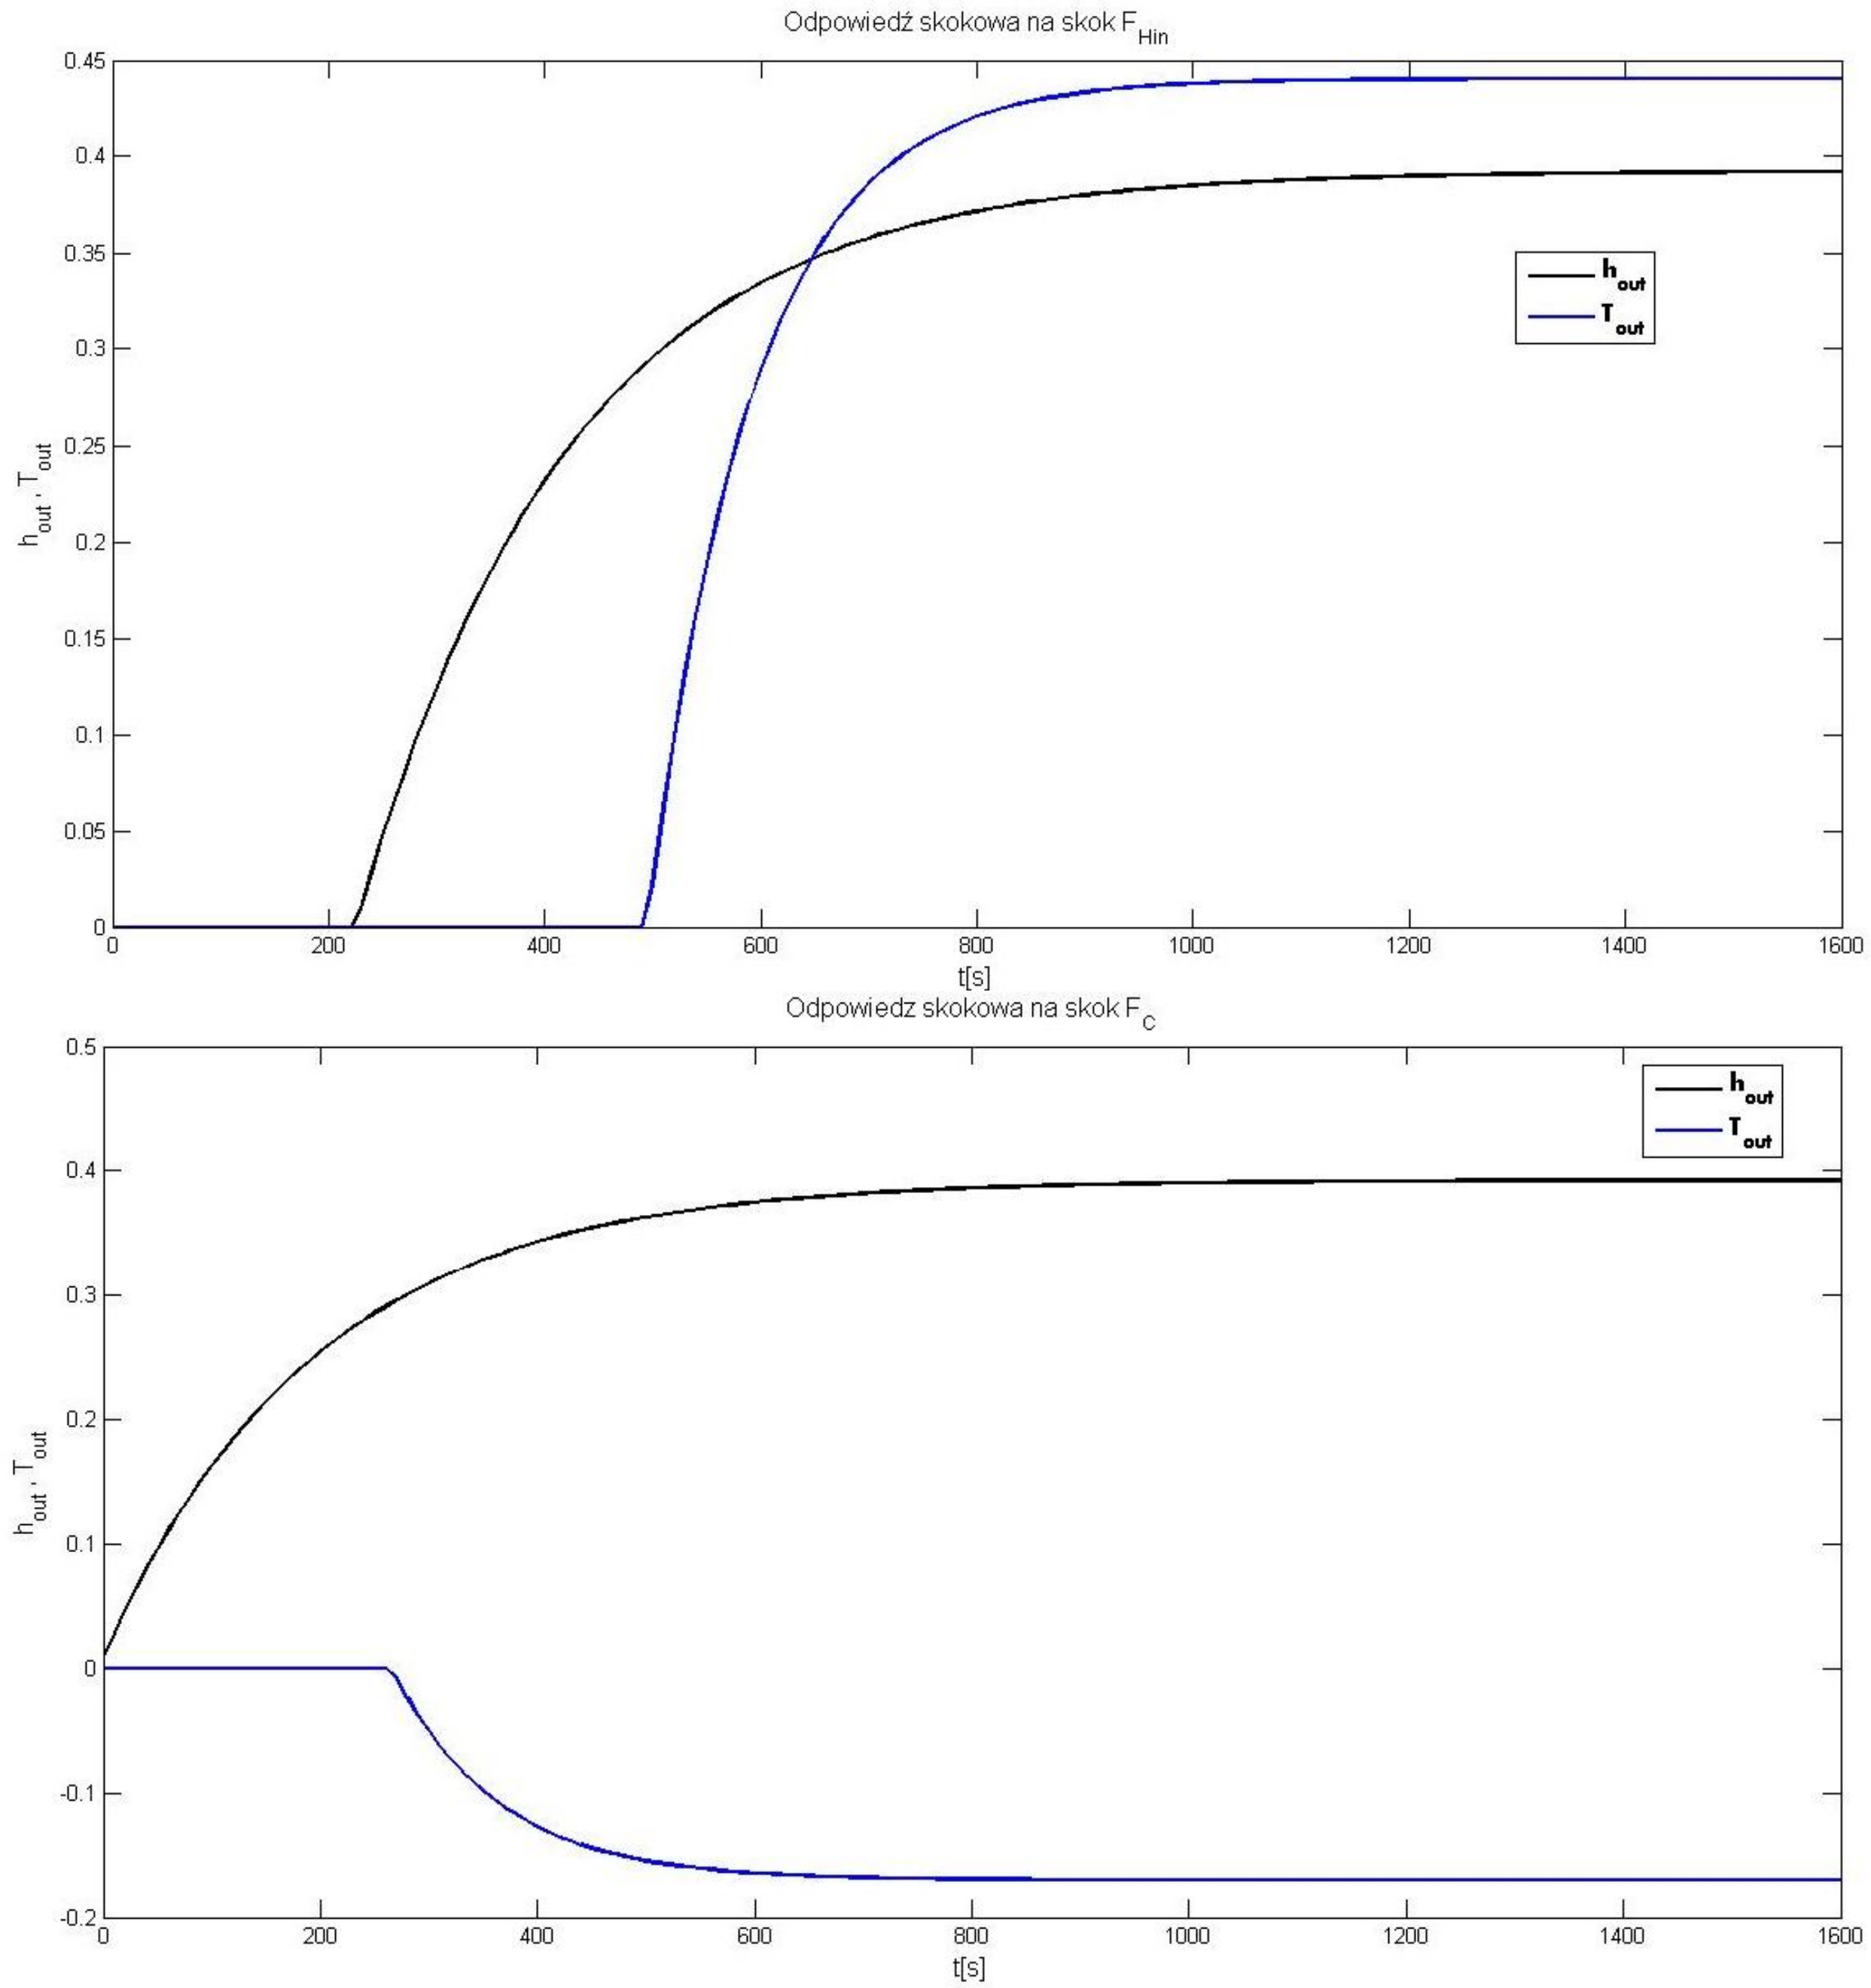 Odpowiedź skokowa na skok F_Hin
0.45
0.4
0.35
0.3
0.25
0.2
0.15
0.1
0.05
0
h_out , T_out
h_out
T_out
0 200 400 600 800 1000 1200 1400 1600
t[s]
Odpowiedz skokowa na skok F_C
0.5
0.4
0.3
0.2
0.1
0
-0.1
-0.2
h_out , T_out
h_out
T_out
0 200 400 600 800 1000 1200 1400 1600
t[s]